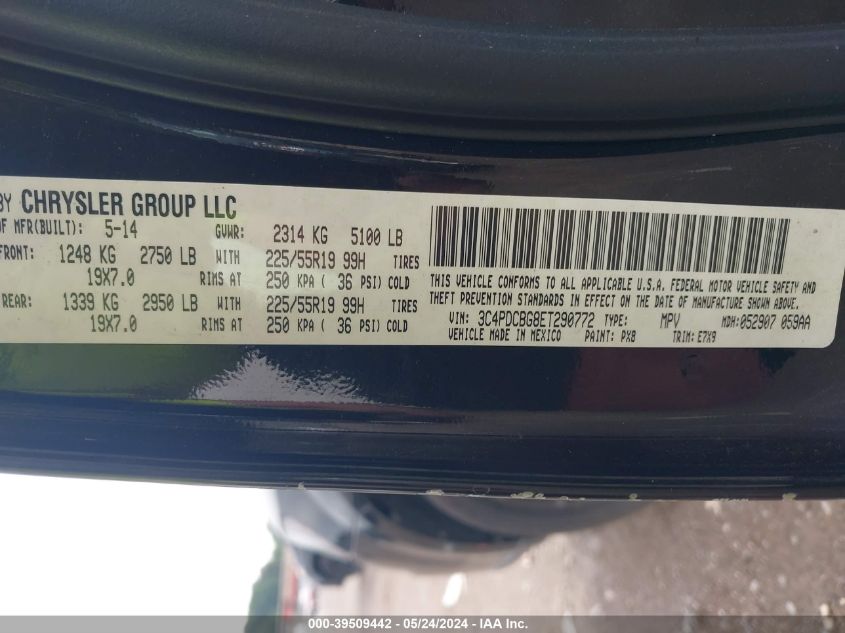 BY CHRYSLER GROUP LLC
OF MFR(BUILT): 5-14 GVWR: 2314 KG 5100 LB
FRONT: 1248 KG 2750 LB WITH 225/55R19 99H TIRES
19X7.0 RIMS AT 250 KPA ( 36 PSI) COLD
REAR: 1339 KG 2950 LB WITH 225/55R19 99H TIRES
19X7.0 RIMS AT 250 KPA ( 36 PSI) COLD
THIS VEHICLE CONFORMS TO ALL APPLICABLE U.S.A. FEDERAL MOTOR VEHICLE SAFETY AND
THEFT PREVENTION STANDARDS IN EFFECT ON THE DATE OF MANUFACTURE SHOWN ABOVE.
VIN: 3C4PDCBG8ET290772 TYPE: MPV MDH:052907 059AA
VEHICLE MADE IN MEXICO PAINT: PX8 TRIM: E7X9
000-39509442 - 05/24/2024 - IAA Inc.